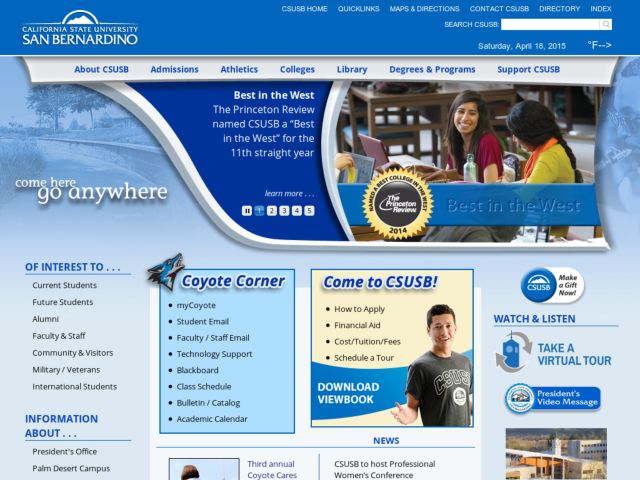 CSUSB HOME QUICKLINKS MAPS & DIRECTIONS CONTACT CSUSB DIRECTORY INDEX
CALIFORNIA STATE UNIVERSITY
SAN BERNARDINO
SEARCH CSUSB:
Saturday, April 18, 2015 °F-->
About CSUSB Admissions Athletics Colleges Library Degrees & Programs Support CSUSB
Best in the West
The Princeton Review
named CSUSB a “Best
in the West” for the
11th straight year
learn more . . .
1 2 3 4 5
come here
go anywhere
NAMED A BEST COLLEGE IN THE WEST
The
Princeton
Review
2014
Best in the West
OF INTEREST TO . . .
Current Students
Future Students
Alumni
Faculty & Staff
Community & Visitors
Military / Veterans
International Students
INFORMATION
ABOUT . . .
President's Office
Palm Desert Campus
Coyote Corner
myCoyote
Student Email
Faculty / Staff Email
Technology Support
Blackboard
Class Schedule
Bulletin / Catalog
Academic Calendar
Come to CSUSB!
How to Apply
Financial Aid
Cost/Tuition/Fees
Schedule a Tour
DOWNLOAD
VIEWBOOK
CSUSB
NEWS
Third annual
Coyote Cares
CSUSB to host Professional
Women's Conference
CSUSB
Make
a Gift
Now!
WATCH & LISTEN
TAKE A
VIRTUAL TOUR
President's
Video Message